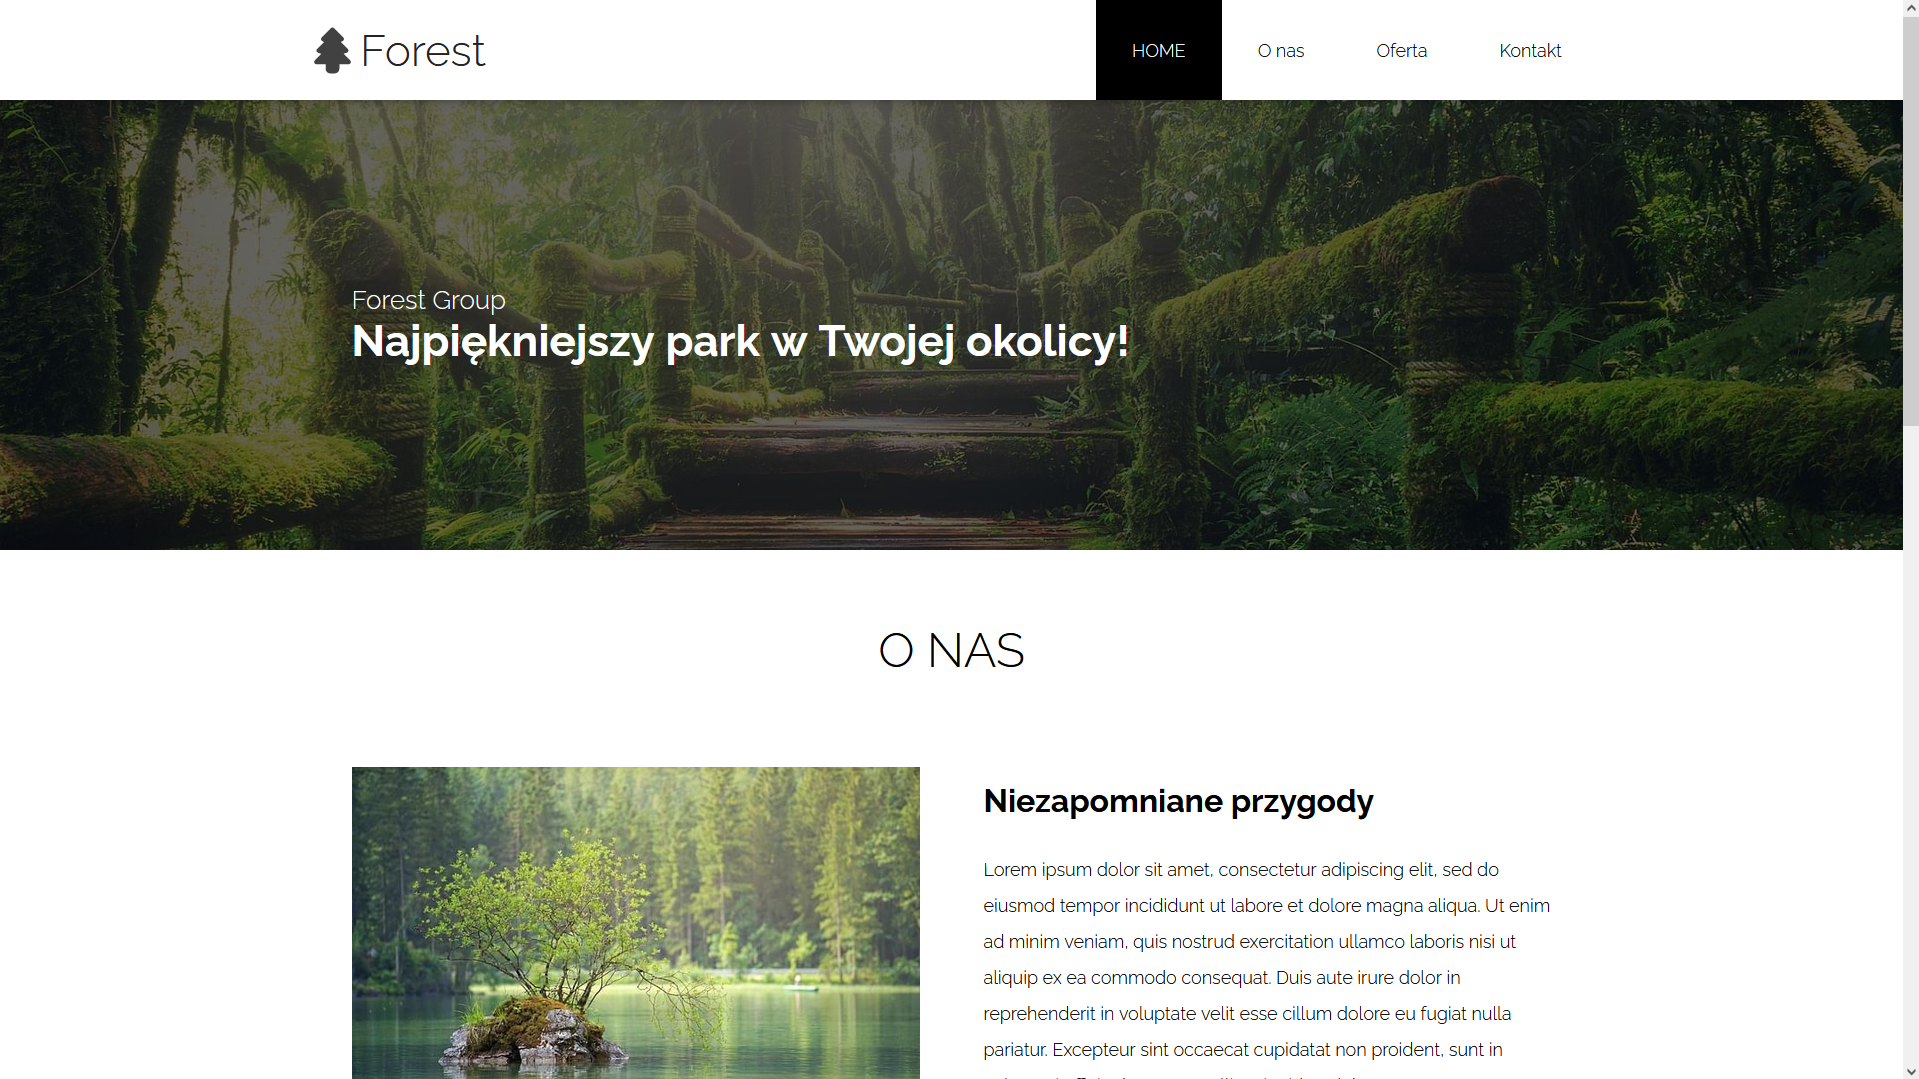 Forest
HOME
O nas
Oferta
Kontakt
Forest Group
Najpiękniejszy park w Twojej okolicy!
O NAS
Niezapomniane przygody
Lorem ipsum dolor sit amet, consectetur adipiscing elit, sed do
eiusmod tempor incididunt ut labore et dolore magna aliqua. Ut enim
ad minim veniam, quis nostrud exercitation ullamco laboris nisi ut
aliquip ex ea commodo consequat. Duis aute irure dolor in
reprehenderit in voluptate velit esse cillum dolore eu fugiat nulla
pariatur. Excepteur sint occaecat cupidatat non proident, sunt in